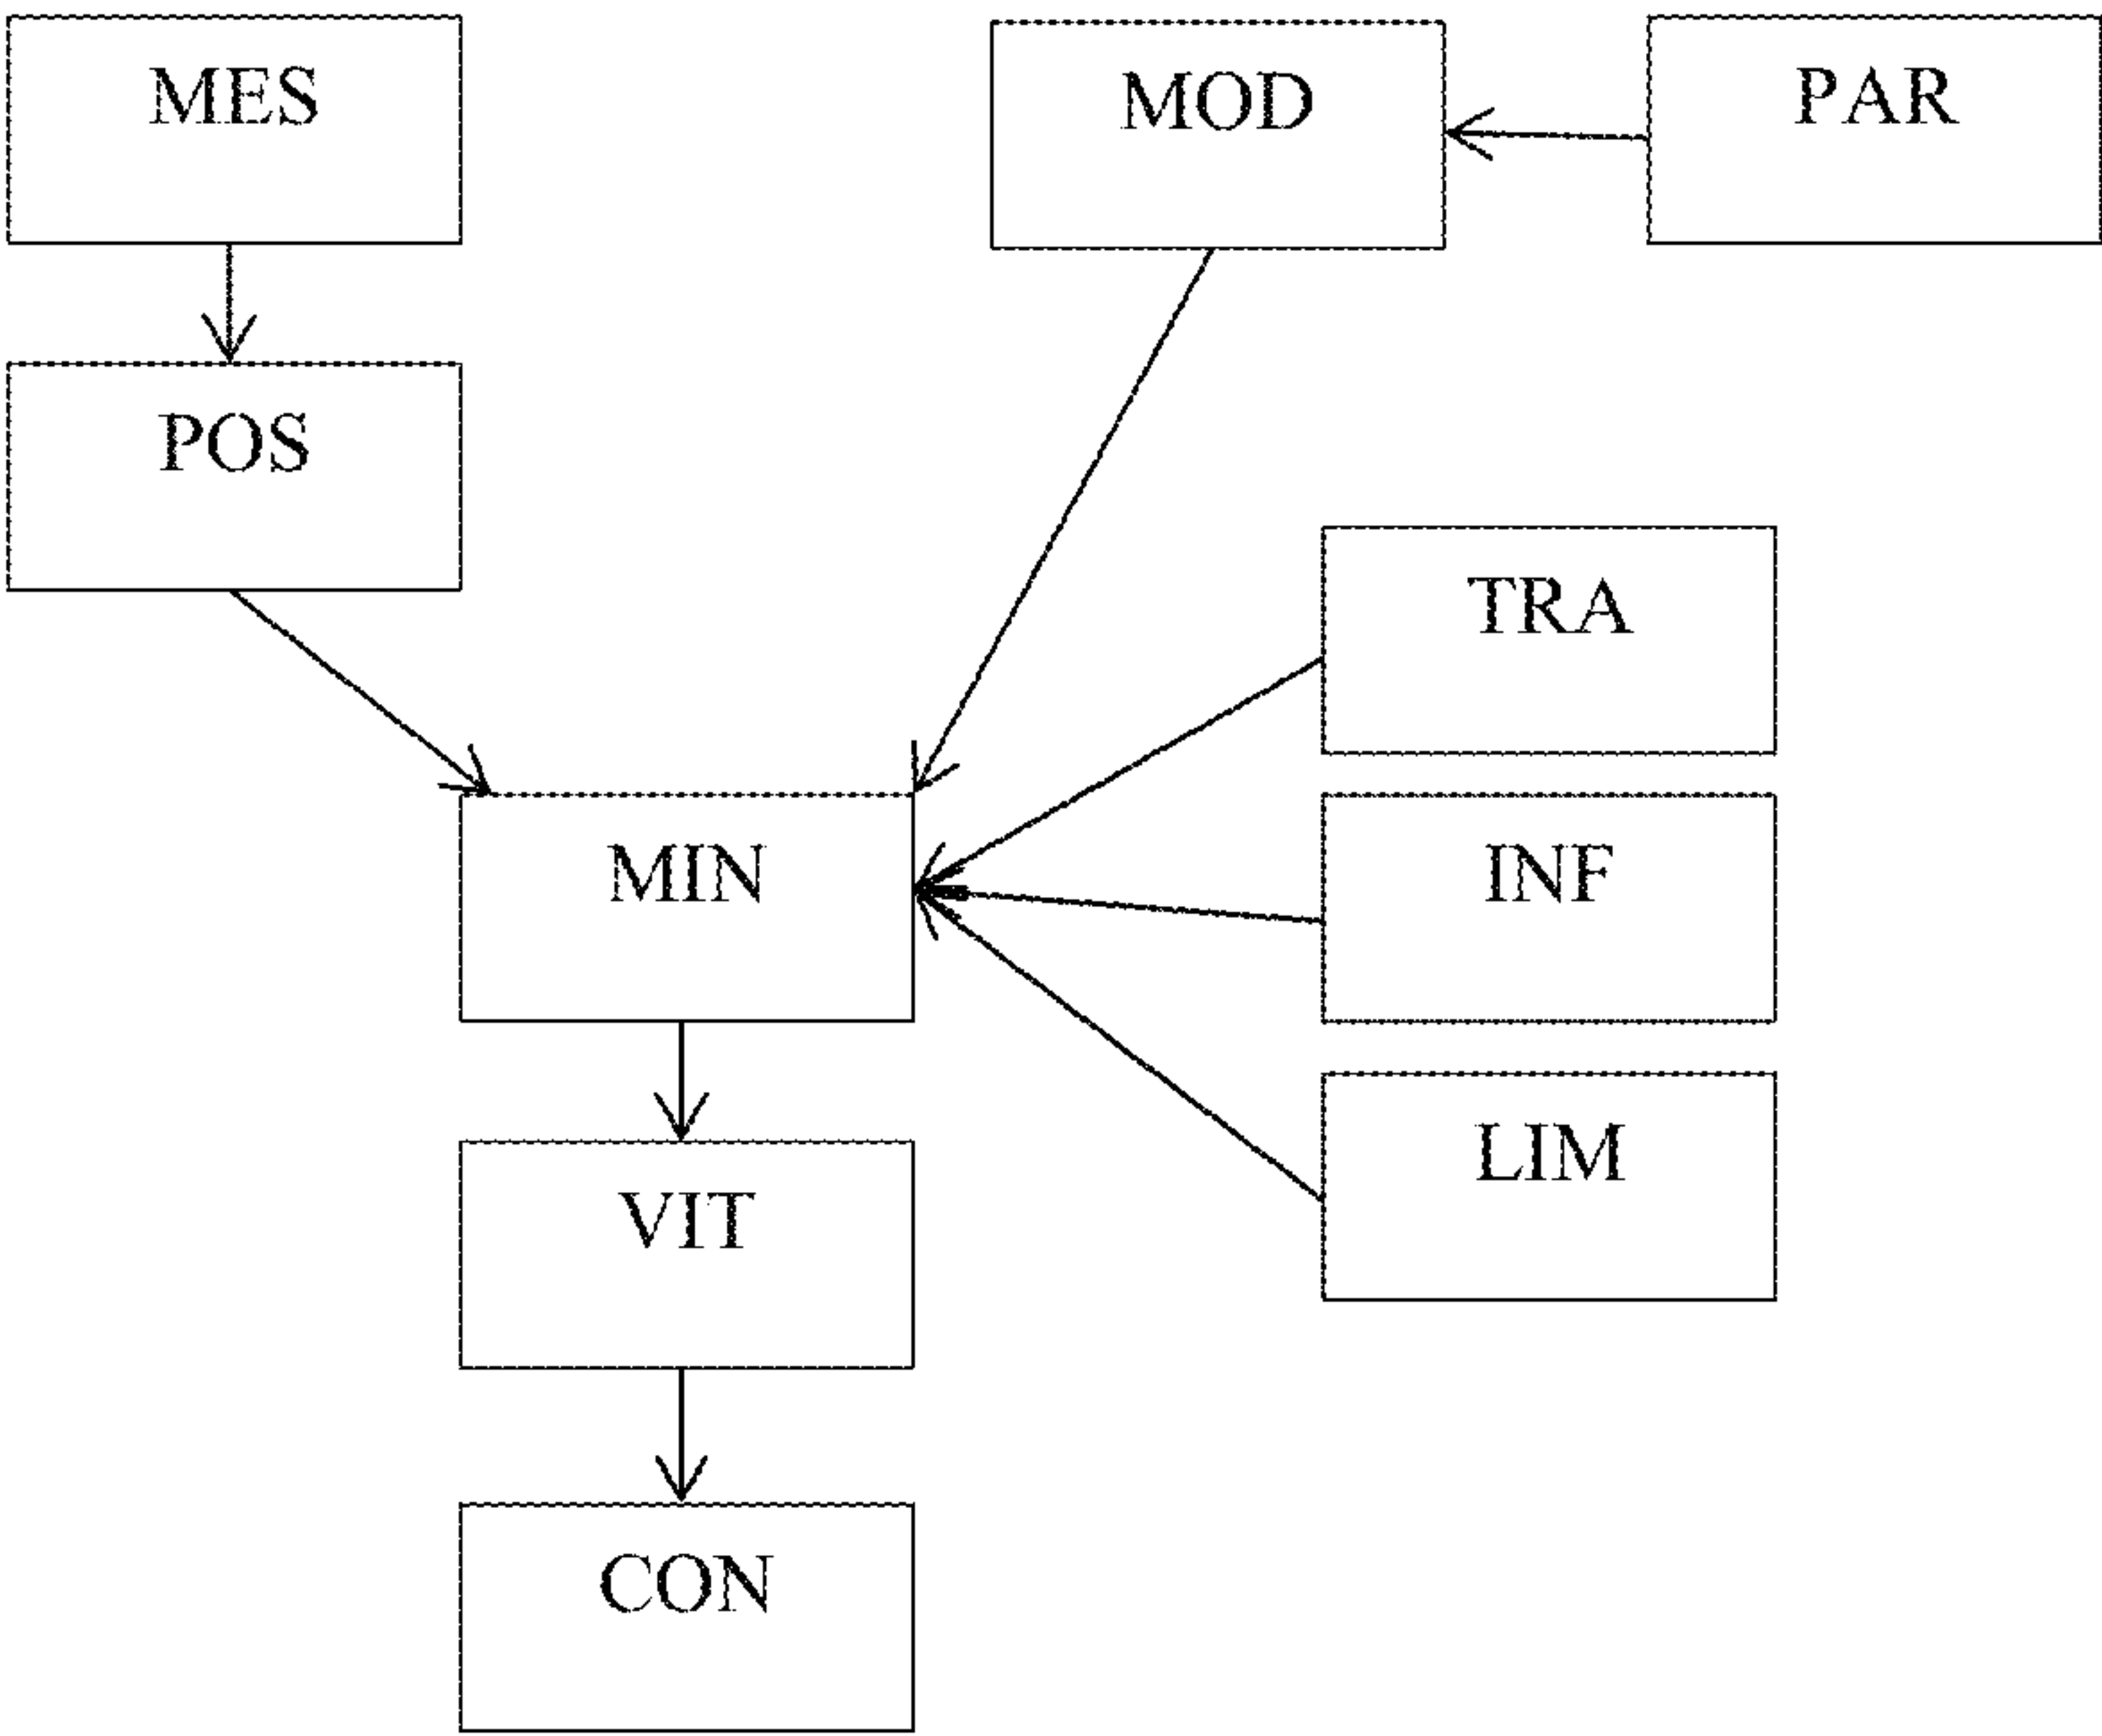 MES
MOD
PAR
POS
TRA
MIN
INF
LIM
VIT
CON